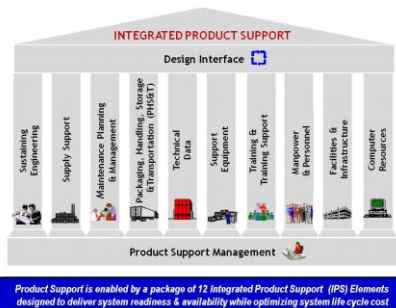 INTEGRATED PRODUCT SUPPORT
Design Interface
Sustaining
Engineering
Supply Support
Maintenance Planning
& Management
Packaging, Handling, Storage
&Transportation (PHS&T)
Technical
Data
Support
Equipment
Training &
Training Support
Manpower
& Personnel
Facilities &
Infrastructure
Computer
Resources
Product Support Management
Product Support is enabled by a package of 12 Integrated Product Support (IPS) Elements
designed to deliver system readiness & availability while optimizing system life cycle cost